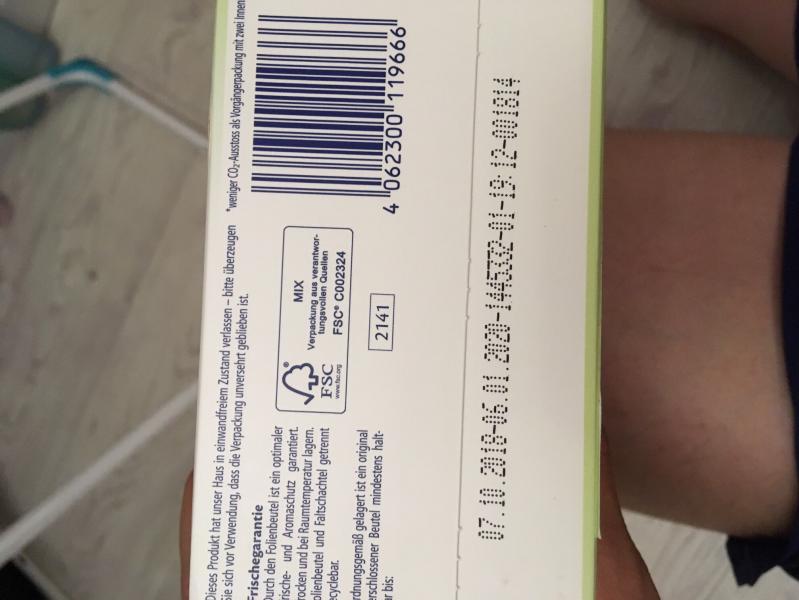 Dieses Produkt hat unser Haus in einwandfreiem Zustand verlassen – bitte überzeugen
Sie sich vor Verwendung, dass die Verpackung unversehrt geblieben ist.
Frischegarantie
Durch den Folienbeutel ist ein optimaler
Frische- und Aromaschutz garantiert.
Trocken und bei Raumtemperatur lagern.
Folienbeutel und Faltschachtel getrennt
recyclebar.
ordnungsgemäß gelagert ist ein original
verschlossener Beutel mindestens halt-
bar bis:
FSC
www.fsc.org
MIX
Verpackung aus verantwor-
tungsvollen Quellen
FSC® C002324
2141
*weniger CO₂-Ausstoss als Vorgängerpackung mit zwei Innen
4 062300 119666
07.10.2018-06.01.2020-1445332-01-19:12-001814